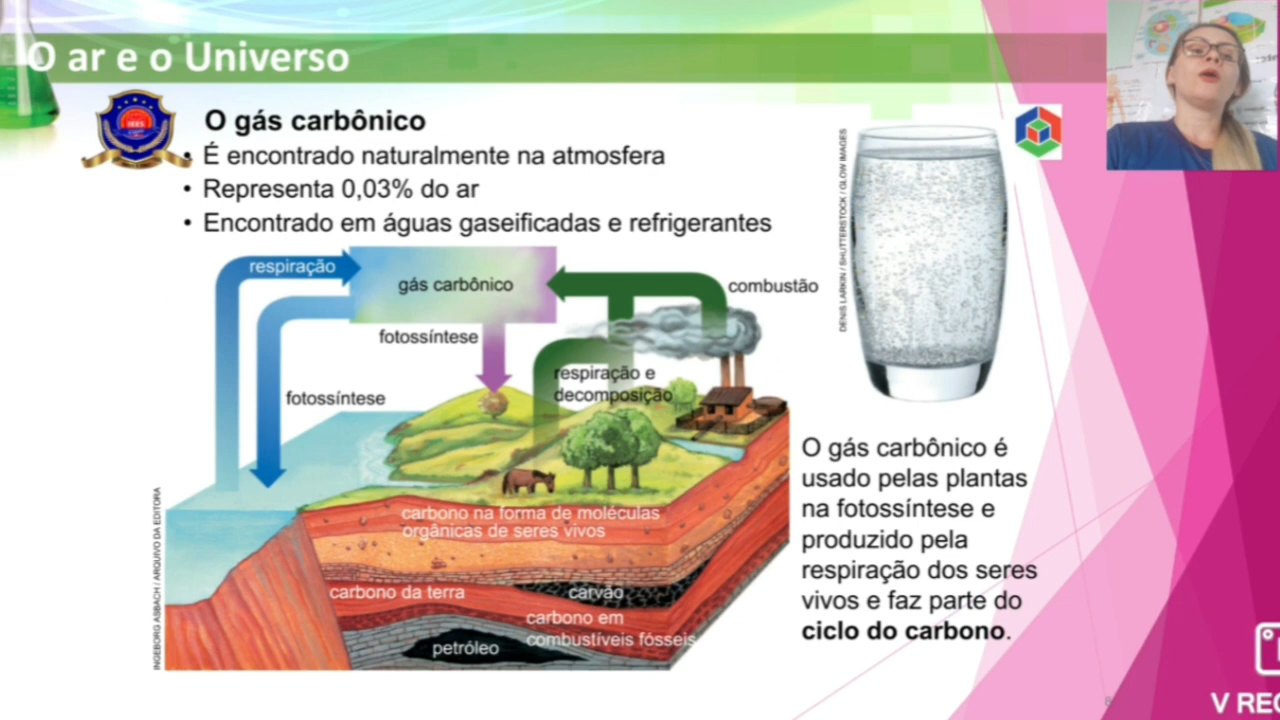 O ar e o Universo
O gás carbônico
• É encontrado naturalmente na atmosfera
• Representa 0,03% do ar
• Encontrado em águas gaseificadas e refrigerantes
respiração
gás carbônico
combustão
fotossíntese
respiração e
decomposição
fotossíntese
carbono na forma de moléculas
orgânicas de seres vivos
carbono da terra
carvão
carbono em
combustíveis fósseis
petróleo
INGEBORG ASBACH / ARQUIVO DA EDITORA
DENIS LARKIN / SHUTTERSTOCK / GLOW IMAGES
O gás carbônico é
usado pelas plantas
na fotossíntese e
produzido pela
respiração dos seres
vivos e faz parte do
ciclo do carbono.
V REC